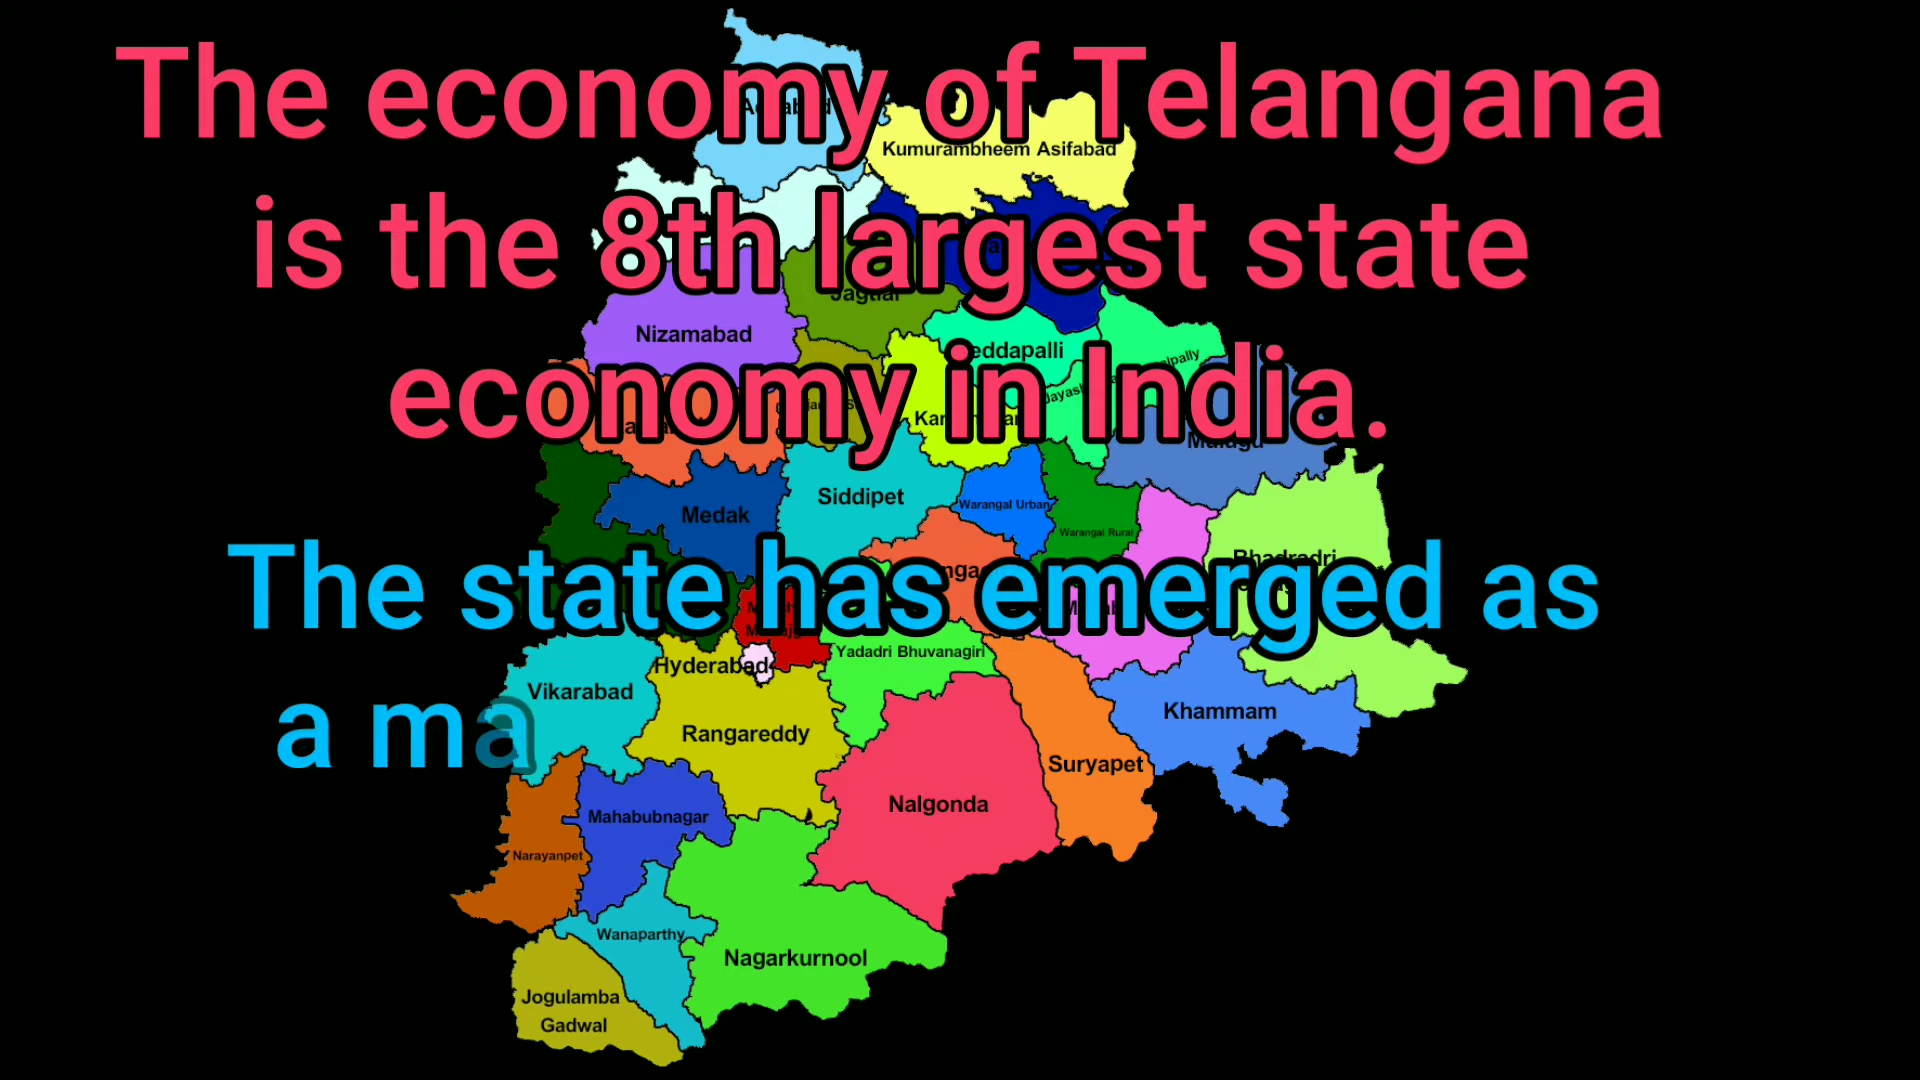 The economy of Telangana
Kumurambheem Asifabad
is the 8th largest state
Nizamabad
economy in India.
Siddipet
Medak
Warangal Urban
Warangal Rural
The state has emerged as
Yadadri Bhuvanagiri
Hyderabad
Vikarabad
a ma
Khammam
Rangareddy
Suryapet
Nalgonda
Mahabubnagar
Narayanpet
Wanaparthy
Nagarkurnool
Jogulamba
Gadwal